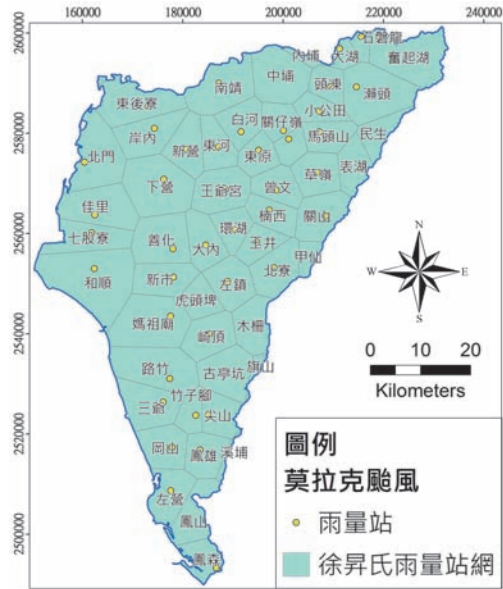 160000 180000 200000 220000 240000
2600000
2580000
2560000
2540000
2520000
2500000
石磐龍
大湖
奮起湖
內埔
中埔
頭凍
瀨頭
南靖
東後寮
小公田
白河
關仔嶺
馬頭山
民生
岸內
新營
東河
東原
北門
草嶺
表湖
下營
王爺宮
曾文
佳里
楠西
關山
七股寮
環湖
善化
大內
玉井
甲仙
北寮
和順
新市
左鎮
虎頭埤
媽祖廟
崎頂
木柵
路竹
古亭坑
旗山
竹子腳
三爺
尖山
岡山
鳳雄
溪埔
左營
鳳山
鳳森
N
W
E
S
0 10 20
Kilometers
圖例
莫拉克颱風
雨量站
徐昇氏雨量站網